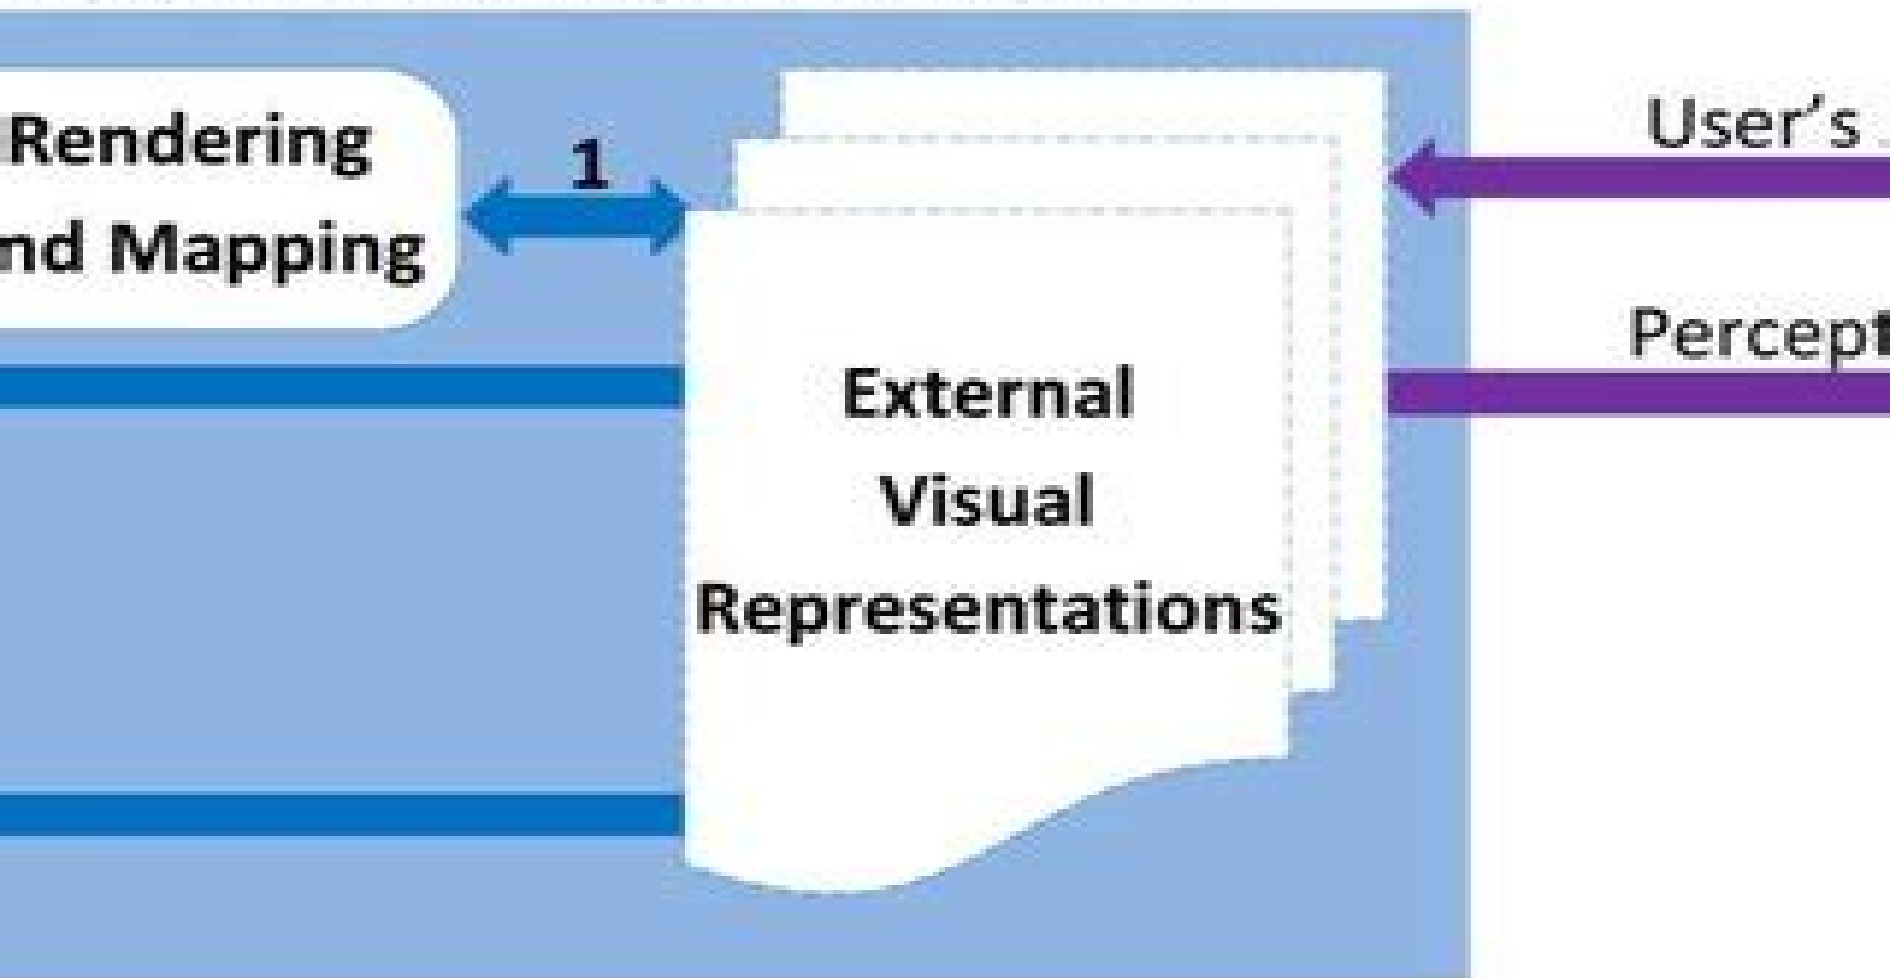 Rendering
nd Mapping
1
External
Visual
Representations
User's
Percept